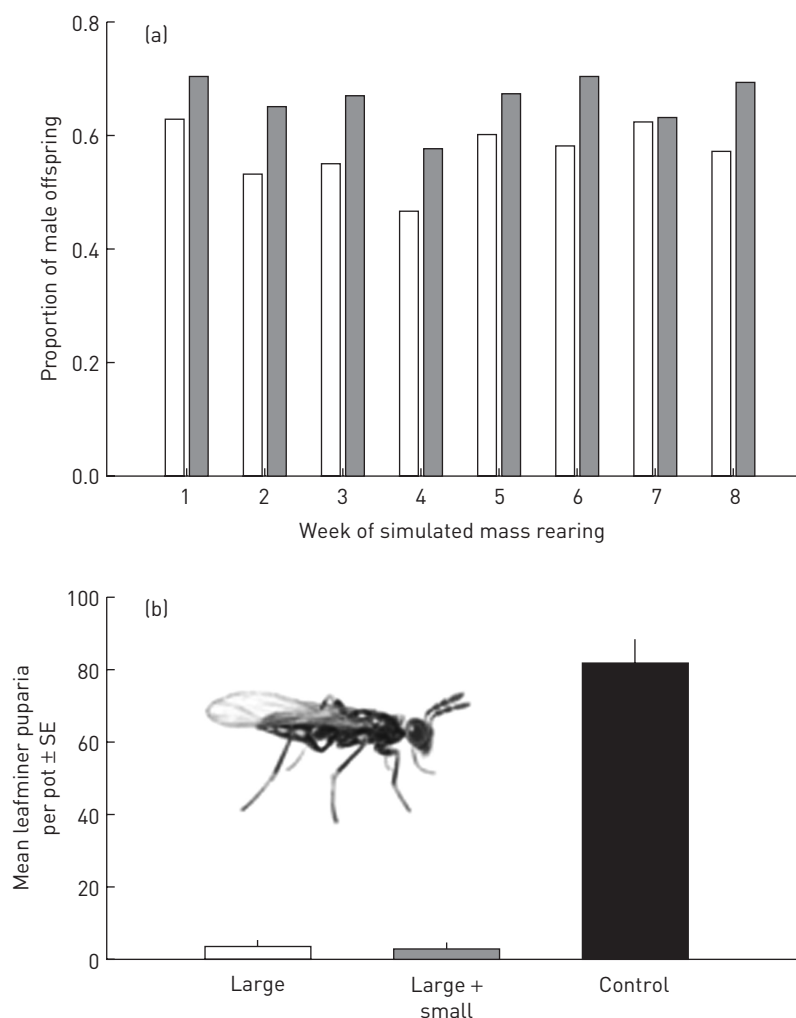 (a)
0.8
0.6
0.4
0.2
0.0
Proportion of male offspring
1 2 3 4 5 6 7 8
Week of simulated mass rearing
(b)
100
80
60
40
20
0
Mean leafminer puparia
per pot ± SE
Large
Large +
small
Control